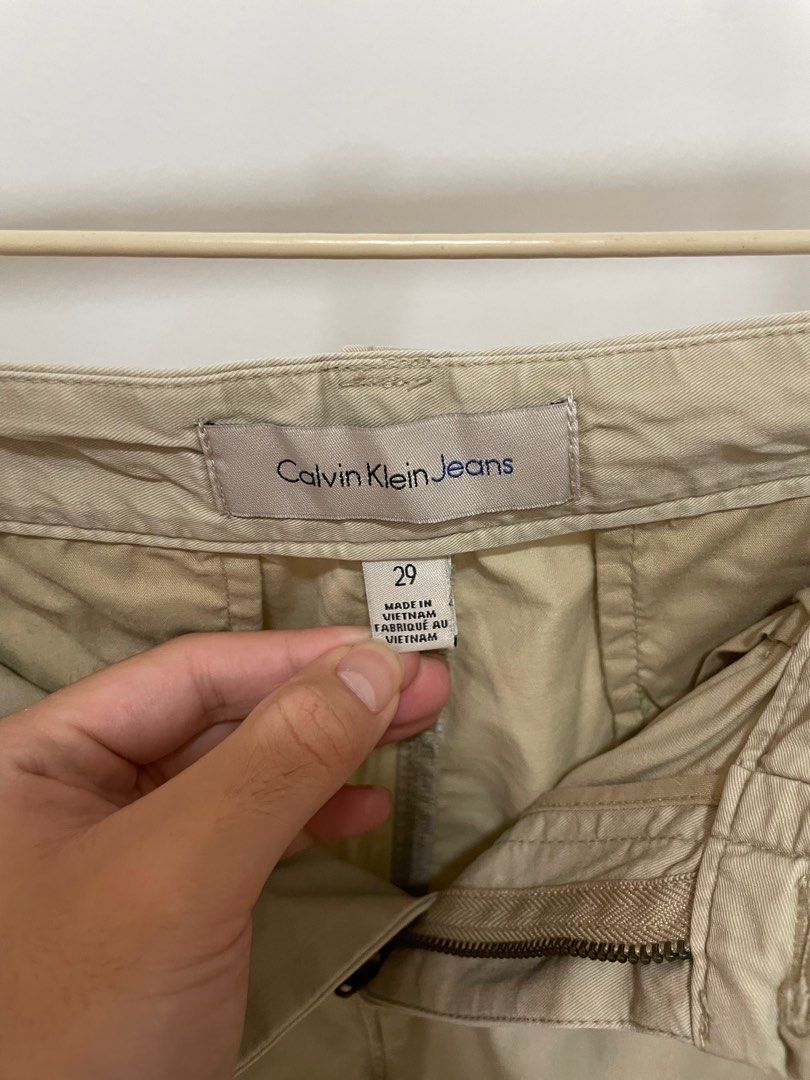 Calvin Klein Jeans
29
MADE IN
VIETNAM
FABRIQUÉ AU
VIETNAM